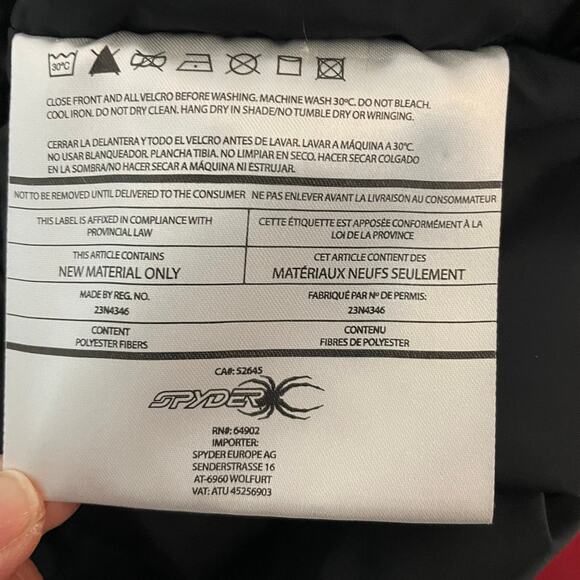 30°C
CLOSE FRONT AND ALL VELCRO BEFORE WASHING. MACHINE WASH 30ºC. DO NOT BLEACH.
COOL IRON. DO NOT DRY CLEAN. HANG DRY IN SHADE/NO TUMBLE DRY OR WRINGING.
CERRAR LA DELANTERA Y TODO EL VELCRO ANTES DE LAVAR. LAVAR A MÁQUINA A 30ºC.
NO USAR BLANQUEADOR. PLANCHA TIBIA. NO LIMPIAR EN SECO. HACER SECAR COLGADO
EN LA SOMBRA/NO HACER SECAR A MÁQUINA NI ESTRUJAR.
NOT TO BE REMOVED UNTIL DELIVERED TO THE CONSUMER NE PAS ENLEVER AVANT LA LIVRAISON AU CONSOMMATEUR
THIS LABEL IS AFFIXED IN COMPLIANCE WITH
PROVINCIAL LAW
CETTE ÉTIQUETTE EST APPOSÉE CONFORMÉMENT À LA
LOI DE LA PROVINCE
THIS ARTICLE CONTAINS
NEW MATERIAL ONLY
CET ARTICLE CONTIENT DES
MATÉRIAUX NEUFS SEULEMENT
MADE BY REG. NO.
23N4346
FABRIQUÉ PAR Nº DE PERMIS:
23N4346
CONTENT
POLYESTER FIBERS
CONTENU
FIBRES DE POLYESTER
CA#: 52645
SPYDER
RN#: 64902
IMPORTER:
SPYDER EUROPE AG
SENDERSTRASSE 16
AT-6960 WOLFURT
VAT: ATU 45256903